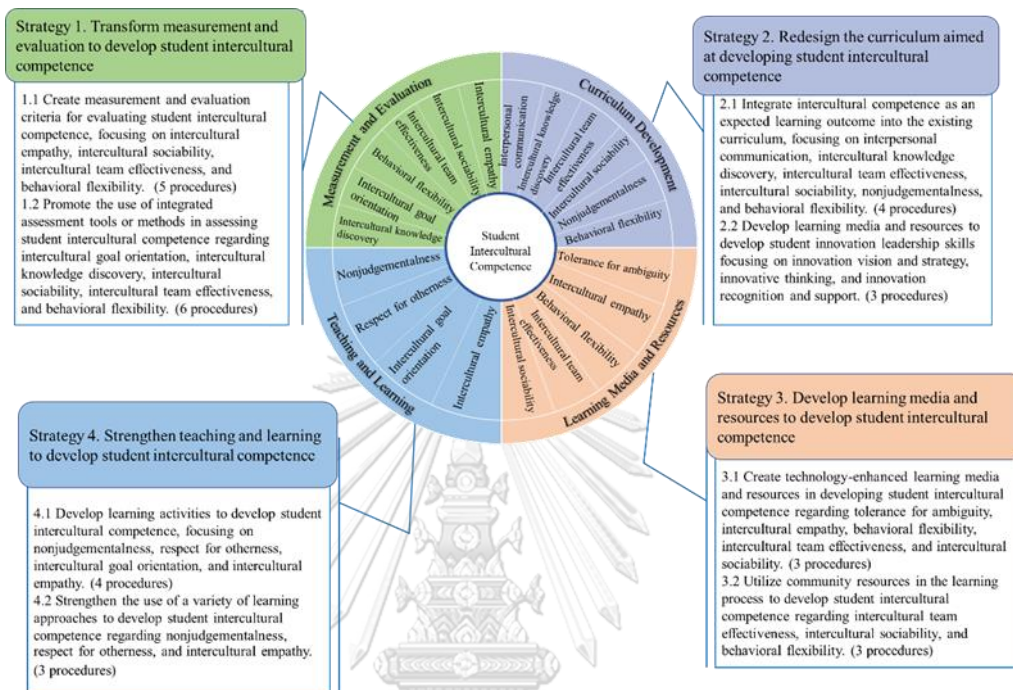 Strategy 1. Transform measurement and
evaluation to develop student intercultural
competence
1.1 Create measurement and evaluation
criteria for evaluating student intercultural
competence, focusing on intercultural
empathy, intercultural sociability,
intercultural team effectiveness, and
behavioral flexibility. (5 procedures)
1.2 Promote the use of integrated
assessment tools or methods in assessing
student intercultural competence regarding
intercultural goal orientation, intercultural
knowledge discovery, intercultural
sociability, intercultural team effectiveness,
and behavioral flexibility. (6 procedures)
Strategy 2. Redesign the curriculum aimed
at developing student intercultural
competence
2.1 Integrate intercultural competence as an
expected learning outcome into the existing
curriculum, focusing on interpersonal
communication, intercultural knowledge
discovery, intercultural team effectiveness,
intercultural sociability, nonjudgementalness,
and behavioral flexibility. (4 procedures)
2.2 Develop learning media and resources to
develop student innovation leadership skills
focusing on innovation vision and strategy,
innovative thinking, and innovation
recognition and support. (3 procedures)
Measurement and Evaluation
Intercultural empathy
Intercultural sociability
Intercultural team
effectiveness
Behavioral flexibility
Intercultural goal
orientation
Intercultural knowledge
discovery
Curriculum Development
Interpersonal
communication
Intercultural knowledge
discovery
Intercultural team
effectiveness
Intercultural sociability
Nonjudgementalness
Behavioral flexibility
Student
Intercultural
Competence
Teaching and Learning
Nonjudgementalness
Respect for otherness
Intercultural goal
orientation
Intercultural empathy
Learning Media and Resources
Tolerance for ambiguity
Intercultural empathy
Behavioral flexibility
Intercultural team
effectiveness
Intercultural sociability
Strategy 4. Strengthen teaching and learning
to develop student intercultural competence
4.1 Develop learning activities to develop student
intercultural competence, focusing on
nonjudgementalness, respect for otherness,
intercultural goal orientation, and intercultural
empathy. (4 procedures)
4.2 Strengthen the use of a variety of learning
approaches to develop student intercultural
competence regarding nonjudgementalness,
respect for otherness, and intercultural empathy.
(3 procedures)
Strategy 3. Develop learning media and
resources to develop student intercultural
competence
3.1 Create technology-enhanced learning media
and resources in developing student intercultural
competence regarding tolerance for ambiguity,
intercultural empathy, behavioral flexibility,
intercultural team effectiveness, and intercultural
sociability. (3 procedures)
3.2 Utilize community resources in the learning
process to develop student intercultural
competence regarding intercultural team
effectiveness, intercultural sociability, and
behavioral flexibility. (3 procedures)